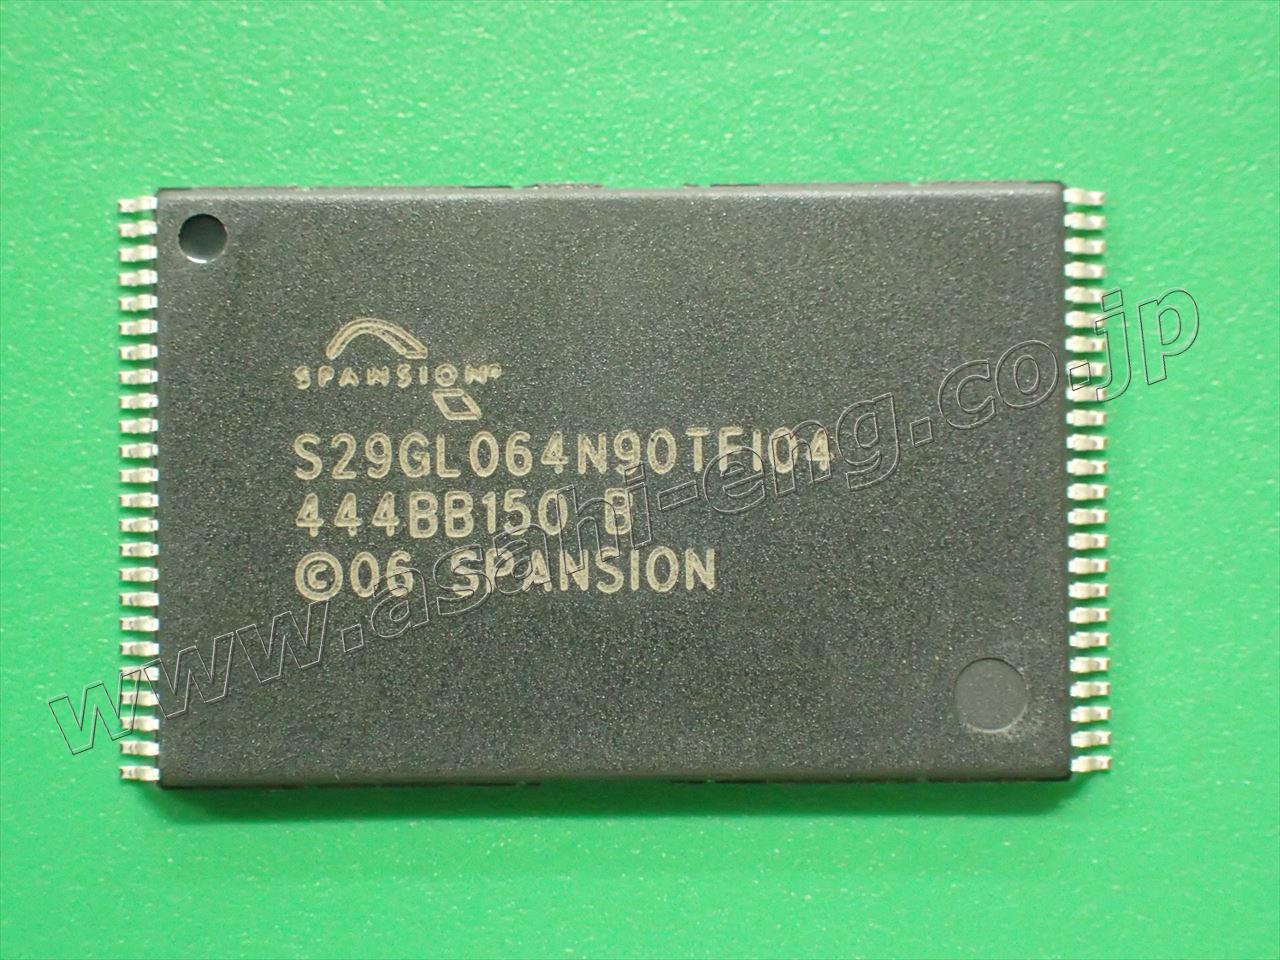 SPANSION®
S29GL064N90TFI04
444BB150 B
©06 SPANSION
www.asahi-eng.co.jp